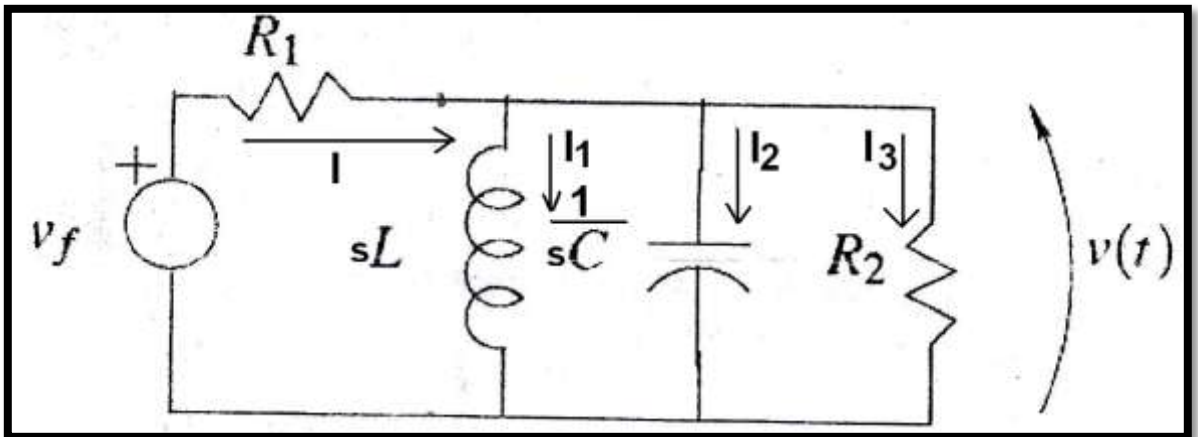 R1
+
I
I1
I2
I3
vf
sL
1
sC
R2
v(t)